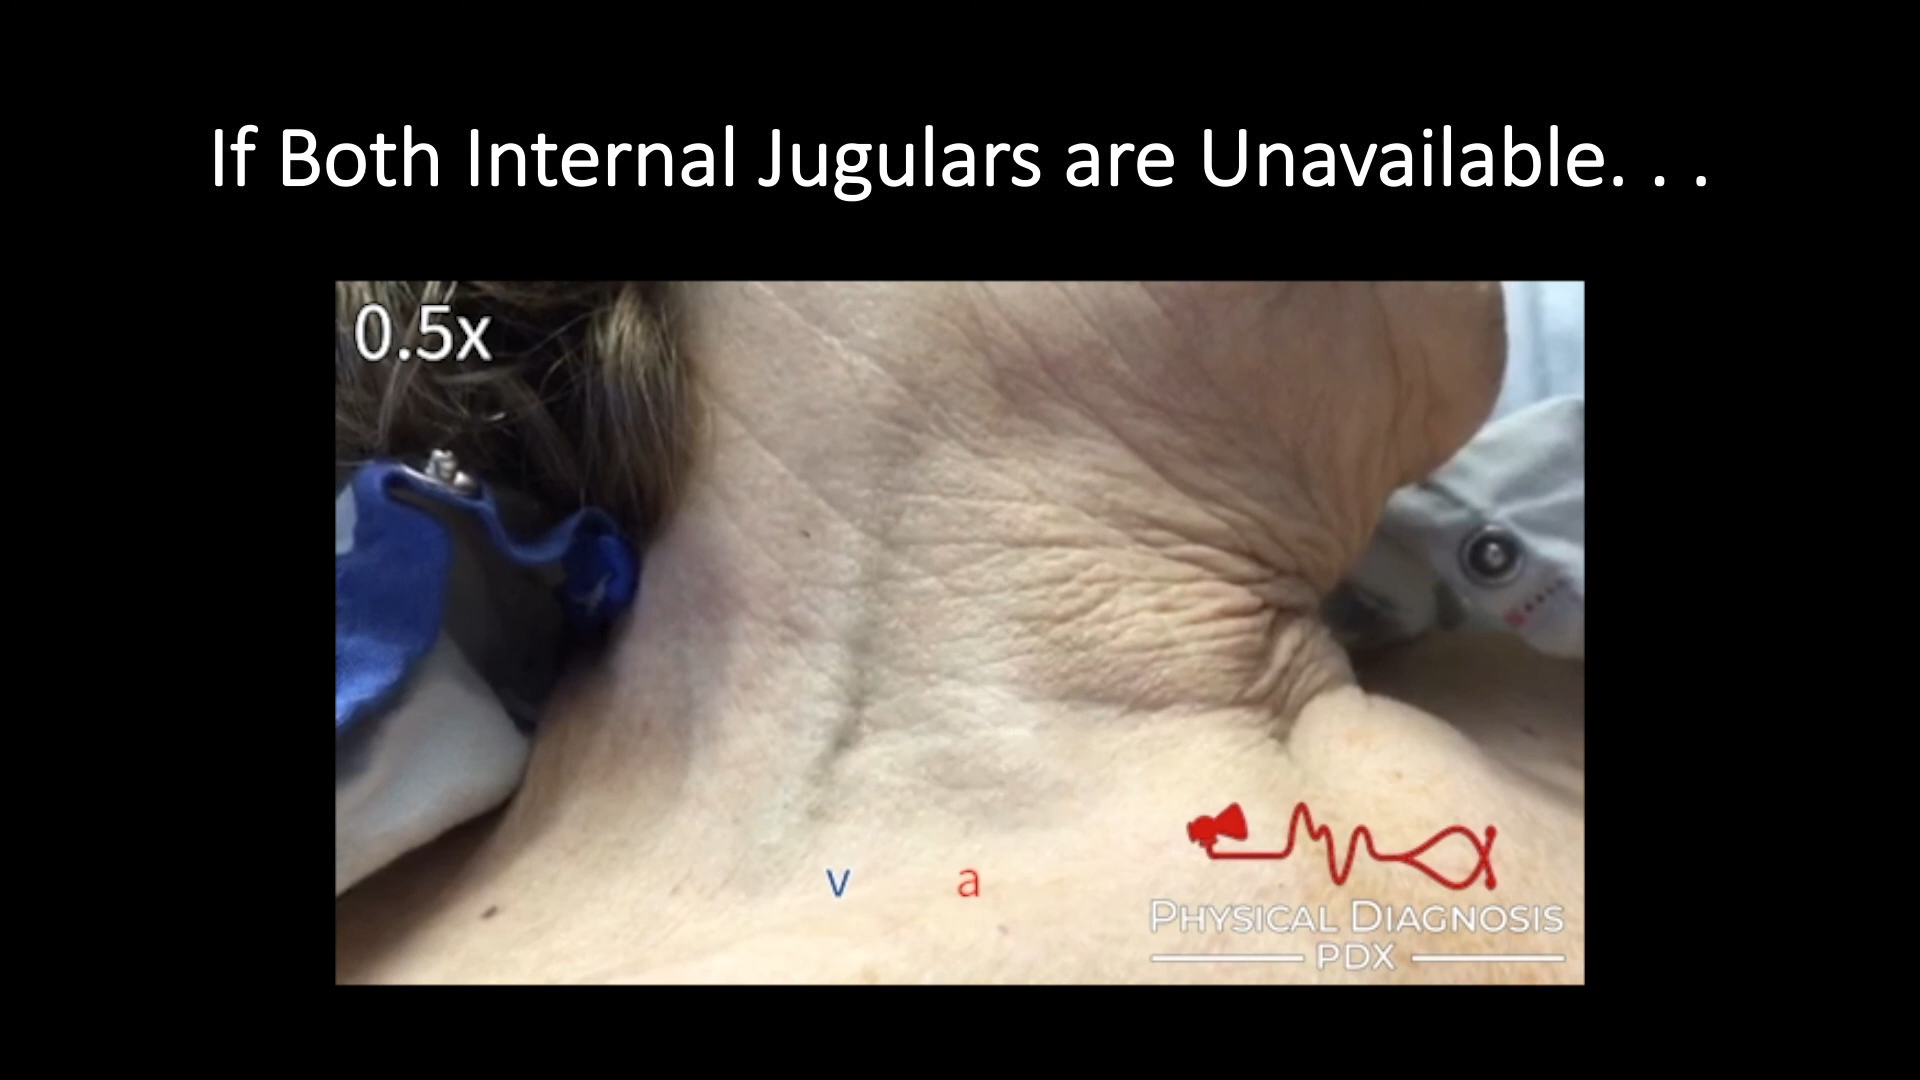 If Both Internal Jugulars are Unavailable. . .
0.5x
v a
PHYSICAL DIAGNOSIS
PDX